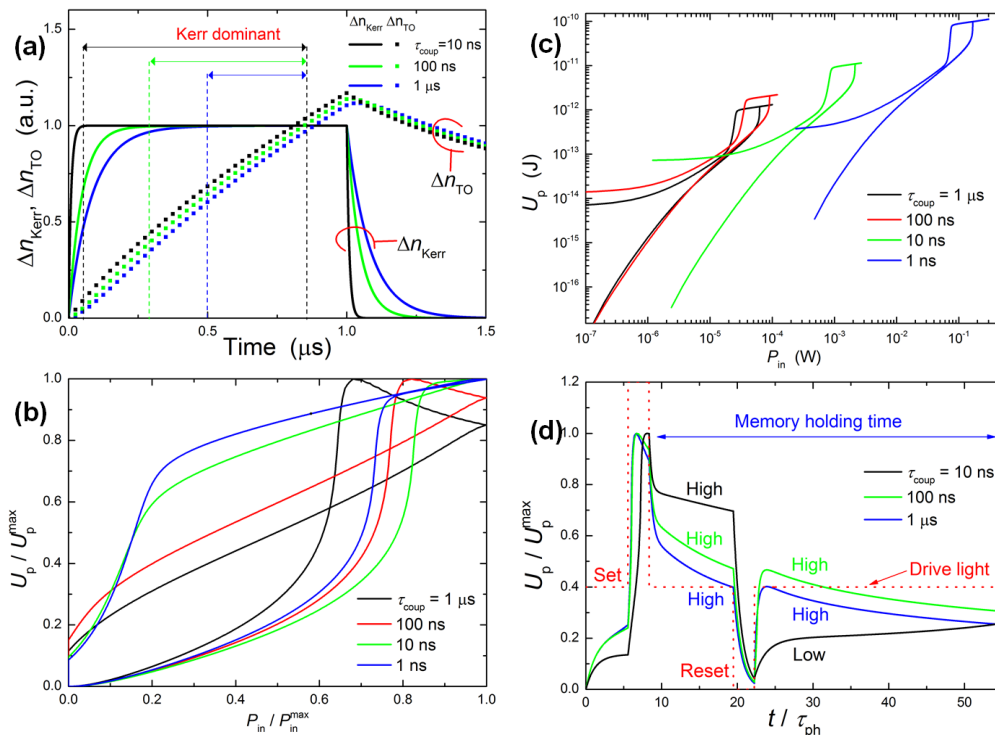 (a)
Kerr dominant
Δn_Kerr Δn_TO
τ_coup=10 ns
100 ns
1 μs
Δn_TO
Δn_Kerr
Δn_Kerr, Δn_TO (a.u.)
1.5
1.0
0.5
0.0
0.0 0.5 1.0 1.5
Time (μs)
(c)
U_p (J)
10^-10
10^-11
10^-12
10^-13
10^-14
10^-15
10^-16
τ_coup = 1 μs
100 ns
10 ns
1 ns
10^-7 10^-6 10^-5 10^-4 10^-3 10^-2 10^-1
P_in (W)
(b)
U_p / U_p^max
1.0
0.8
0.6
0.4
0.2
0.0
τ_coup = 1 μs
100 ns
10 ns
1 ns
0.0 0.2 0.4 0.6 0.8 1.0
P_in / P_in^max
(d)
U_p / U_p^max
1.2
1.0
0.8
0.6
0.4
0.2
0.0
Memory holding time
τ_coup = 10 ns
100 ns
1 μs
High
High
High
High
High
Low
Set
Reset
Drive light
0 10 20 30 40 50
t / τ_ph